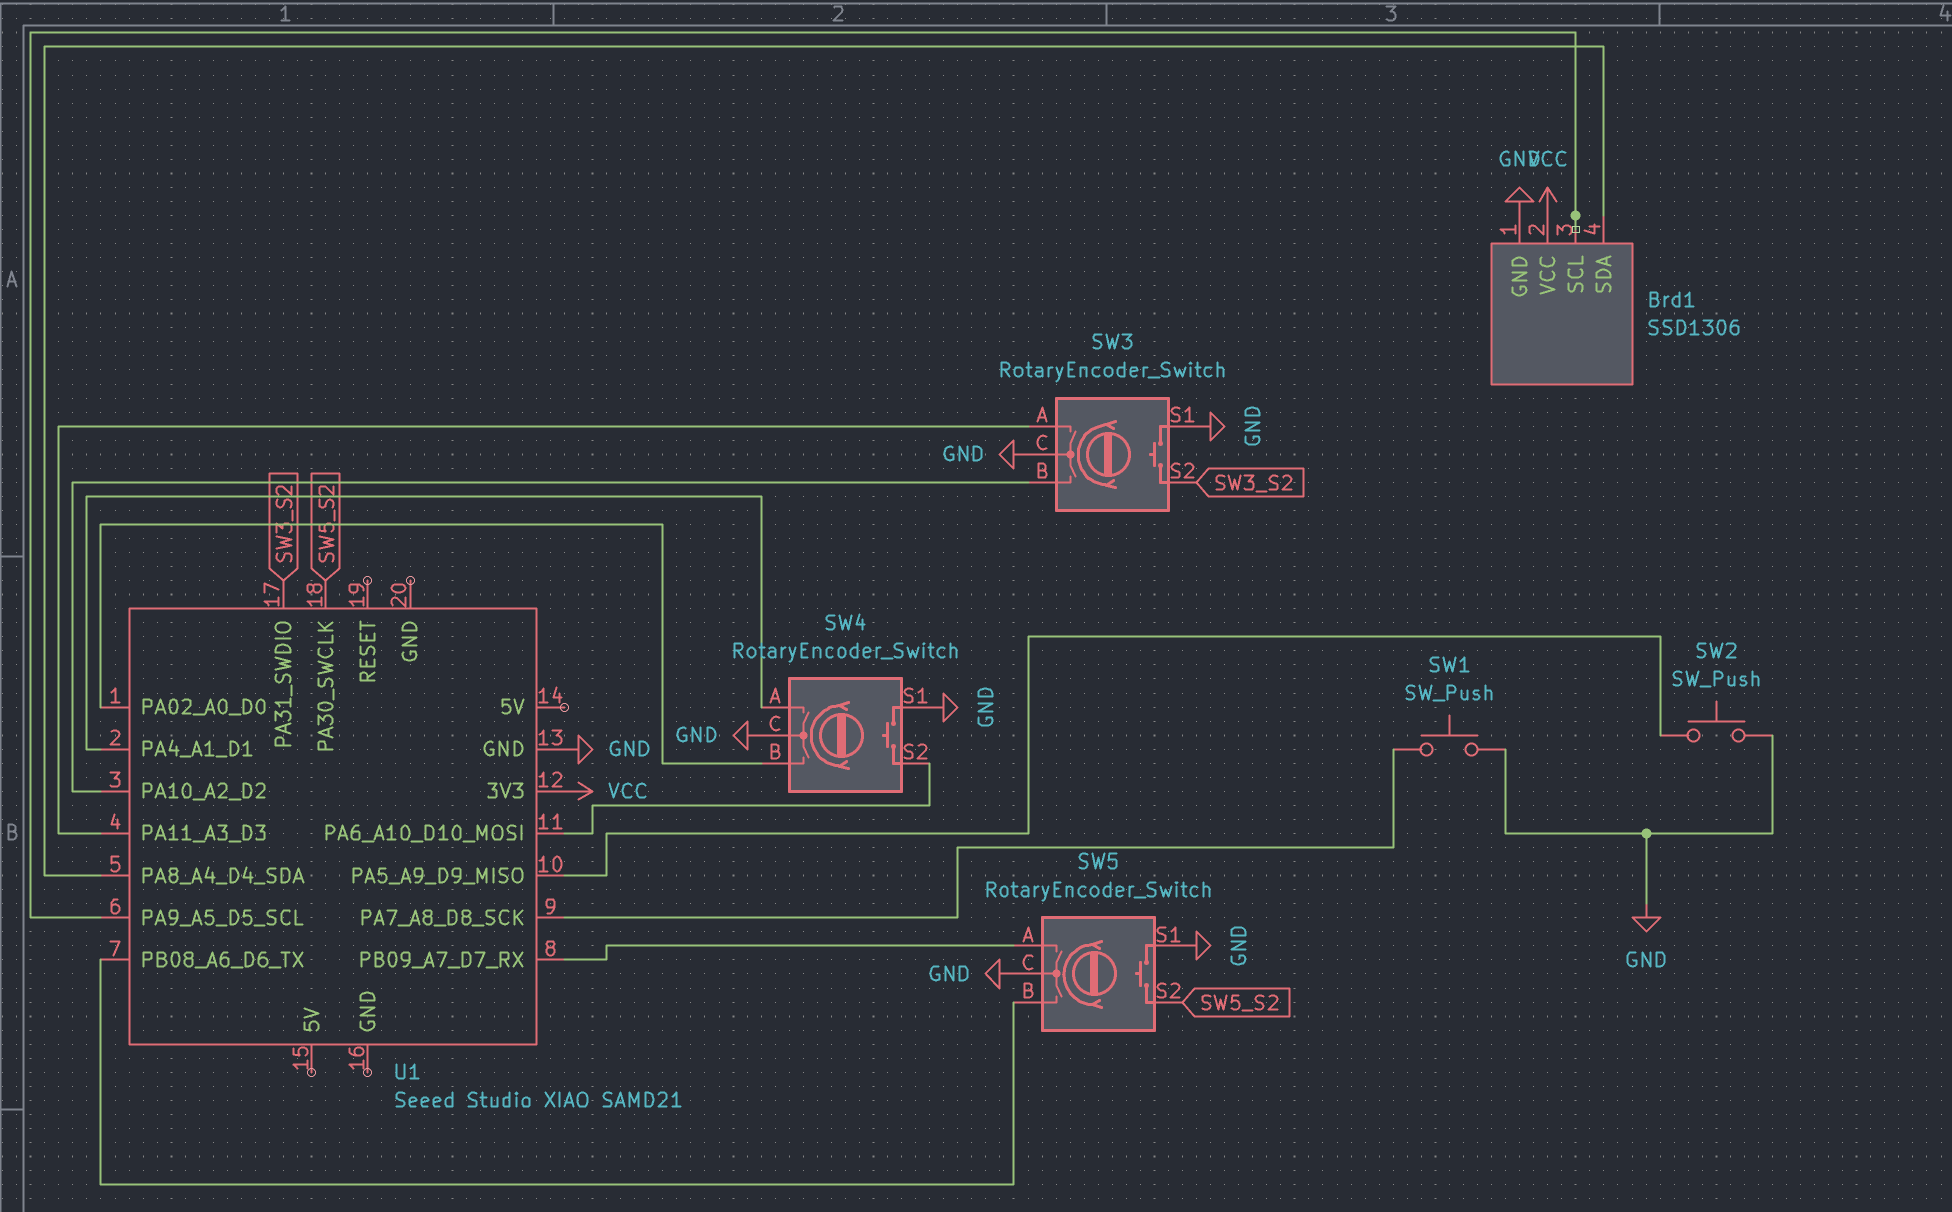 1 2 3 4
GND VCC
1 2 3 4
GND VCC SCL SDA
A
Brd1
SSD1306
SW3
RotaryEncoder_Switch
A S1 GND
GND C
B S2 SW3_S2
SW3_S2 SW5_S2
17 18 19 20
PA31_SWDIO PA30_SWCLK RESET GND
SW4
RotaryEncoder_Switch
A S1 GND
GND C
B S2
SW1
SW_Push
SW2
SW_Push
1 PA02_A0_D0 5V 14
2 PA4_A1_D1 GND 13 GND
3 PA10_A2_D2 3V3 12 VCC
B
4 PA11_A3_D3 PA6_A10_D10_MOSI 11
5 PA8_A4_D4_SDA PA5_A9_D9_MISO 10
6 PA9_A5_D5_SCL PA7_A8_D8_SCK 9
7 PB08_A6_D6_TX PB09_A7_D7_RX 8
SW5
RotaryEncoder_Switch
A S1 GND
GND C
B S2 SW5_S2
GND
5V GND
15 16
U1
Seeed Studio XIAO SAMD21